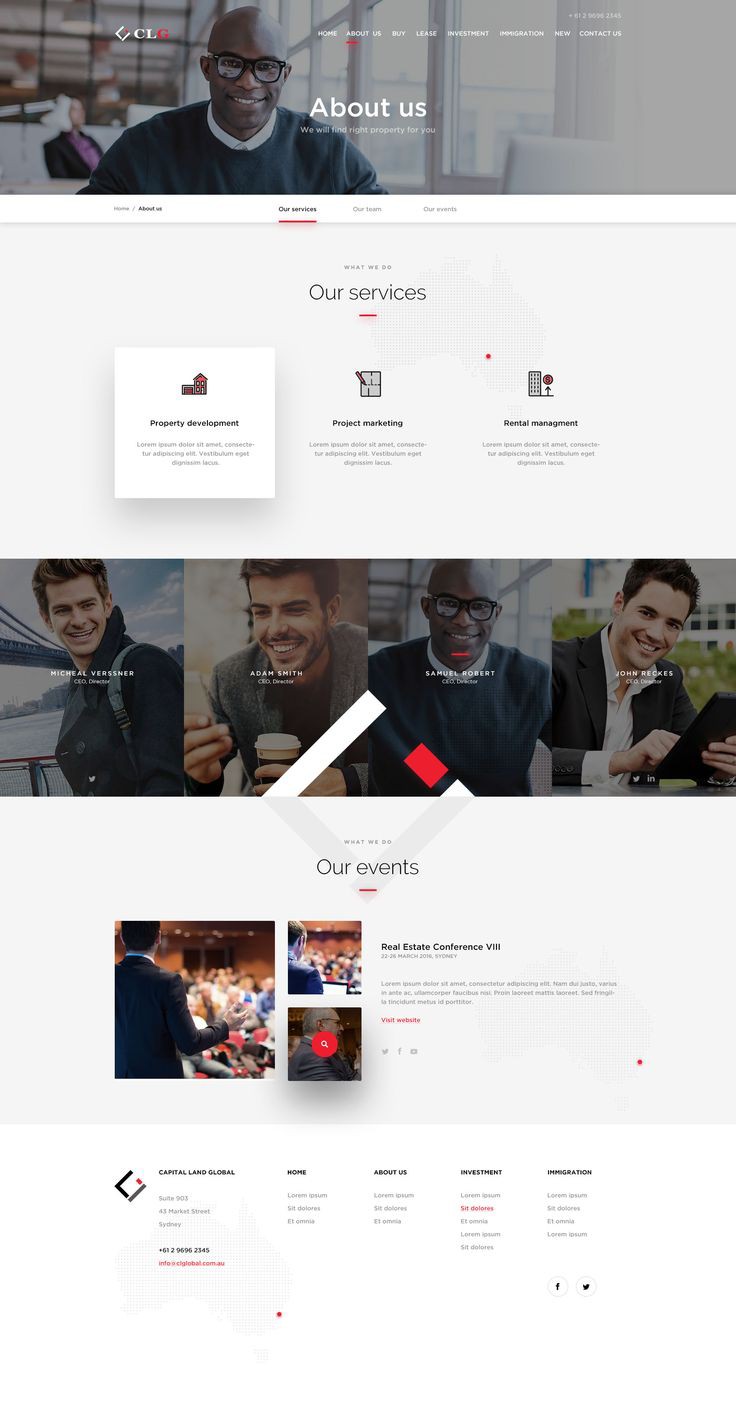 + 61 2 9696 2345
CLG
HOME ABOUT US BUY LEASE INVESTMENT IMMIGRATION NEW CONTACT US
About us
We will find right property for you
Home / About us
Our services Our team Our events
WHAT WE DO
Our services
Property development
Lorem ipsum dolor sit amet, consecte-
tur adipiscing elit. Vestibulum eget
dignissim lacus.
Project marketing
Lorem ipsum dolor sit amet, consecte-
tur adipiscing elit. Vestibulum eget
dignissim lacus.
Rental managment
Lorem ipsum dolor sit amet, consecte-
tur adipiscing elit. Vestibulum eget
dignissim lacus.
MICHEAL VERSSNER
CEO, Director
ADAM SMITH
CEO, Director
SAMUEL ROBERT
CEO, Director
JOHN RECKES
CEO, Director
WHAT WE DO
Our events
Real Estate Conference VIII
22-26 MARCH 2016, SYDNEY
Lorem ipsum dolor sit amet, consectetur adipiscing elit. Nam dui justo, varius
in ante ac, ullamcorper faucibus nisi. Proin laoreet mattis laoreet. Sed fringil-
la tincidunt metus id porttitor.
Visit website
CAPITAL LAND GLOBAL
Suite 903
43 Market Street
Sydney
+61 2 9696 2345
info@clglobal.com.au
HOME
Lorem ipsum
Sit dolores
Et omnia
ABOUT US
Lorem ipsum
Sit dolores
Et omnia
INVESTMENT
Lorem ipsum
Sit dolores
Et omnia
Lorem ipsum
Sit dolores
IMMIGRATION
Lorem ipsum
Sit dolores
Et omnia
Lorem ipsum